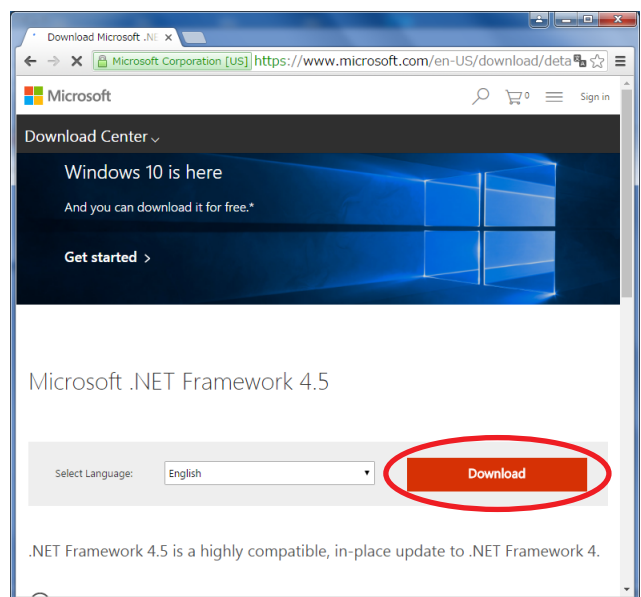 Download Microsoft .NE
Microsoft Corporation [US] https://www.microsoft.com/en-US/download/deta
Microsoft
0
Sign in
Download Center
Windows 10 is here
And you can download it for free.*
Get started >
Microsoft .NET Framework 4.5
Select Language:
English
Download
.NET Framework 4.5 is a highly compatible, in-place update to .NET Framework 4.